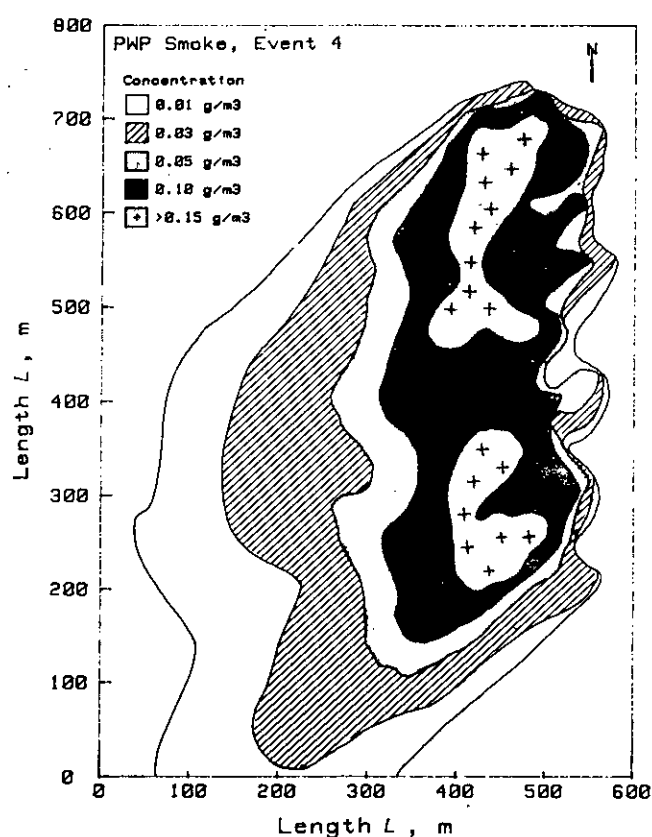 PWP Smoke, Event 4
N
Concentration
0.01 g/m3
0.03 g/m3
0.05 g/m3
0.10 g/m3
>0.15 g/m3
800
700
600
500
400
300
200
100
0
Length L, m
0 100 200 300 400 500 600
Length L, m